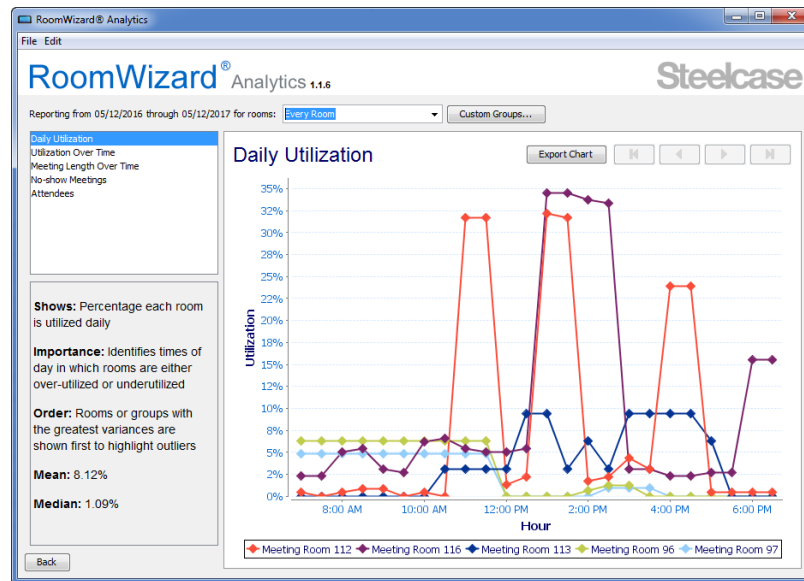 RoomWizard® Analytics
File Edit
RoomWizard® Analytics 1.1.6
Steelcase
Reporting from 05/12/2016 through 05/12/2017 for rooms: Every Room Custom Groups...
Daily Utilization
Utilization Over Time
Meeting Length Over Time
No-show Meetings
Attendees
Shows: Percentage each room
is utilized daily
Importance: Identifies times of
day in which rooms are either
over-utilized or underutilized
Order: Rooms or groups with
the greatest variances are
shown first to highlight outliers
Mean: 8.12%
Median: 1.09%
Back
Daily Utilization
Export Chart
35%
32%
30%
28%
25%
22%
20%
18%
15%
12%
10%
8%
5%
2%
0%
Utilization
8:00 AM 10:00 AM 12:00 PM 2:00 PM 4:00 PM 6:00 PM
Hour
Meeting Room 112 Meeting Room 116 Meeting Room 113 Meeting Room 96 Meeting Room 97